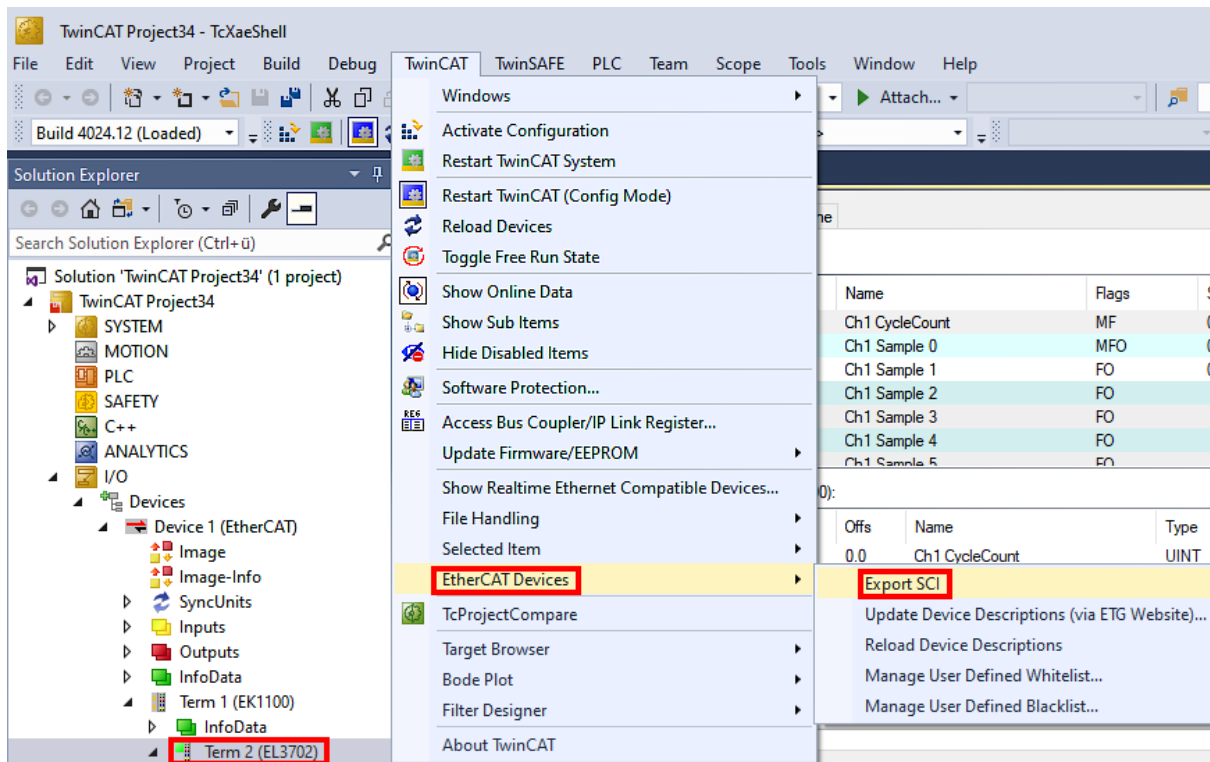 TwinCAT Project34 - TcXaeShell
File Edit View Project Build Debug TwinCAT TwinSAFE PLC Team Scope Tools Window Help
Attach...
Build 4024.12 (Loaded)
Solution Explorer
Search Solution Explorer (Ctrl+ü)
Solution 'TwinCAT Project34' (1 project)
TwinCAT Project34
SYSTEM
MOTION
PLC
SAFETY
C++
ANALYTICS
I/O
Devices
Device 1 (EtherCAT)
Image
Image-Info
SyncUnits
Inputs
Outputs
InfoData
Term 1 (EK1100)
InfoData
Term 2 (EL3702)
Windows
Activate Configuration
Restart TwinCAT System
Restart TwinCAT (Config Mode)
Reload Devices
Toggle Free Run State
Show Online Data
Show Sub Items
Hide Disabled Items
Software Protection...
REG
Access Bus Coupler/IP Link Register...
Update Firmware/EEPROM
Show Realtime Ethernet Compatible Devices...
File Handling
Selected Item
EtherCAT Devices
TcProjectCompare
Target Browser
Bode Plot
Filter Designer
About TwinCAT
Name Flags
Ch1 CycleCount MF
Ch1 Sample 0 MFO
Ch1 Sample 1 FO
Ch1 Sample 2 FO
Ch1 Sample 3 FO
Ch1 Sample 4 FO
Ch1 Sample 5 FO
Offs Name Type
0.0 Ch1 CycleCount UINT
Export SCI
Update Device Descriptions (via ETG Website)...
Reload Device Descriptions
Manage User Defined Whitelist...
Manage User Defined Blacklist...